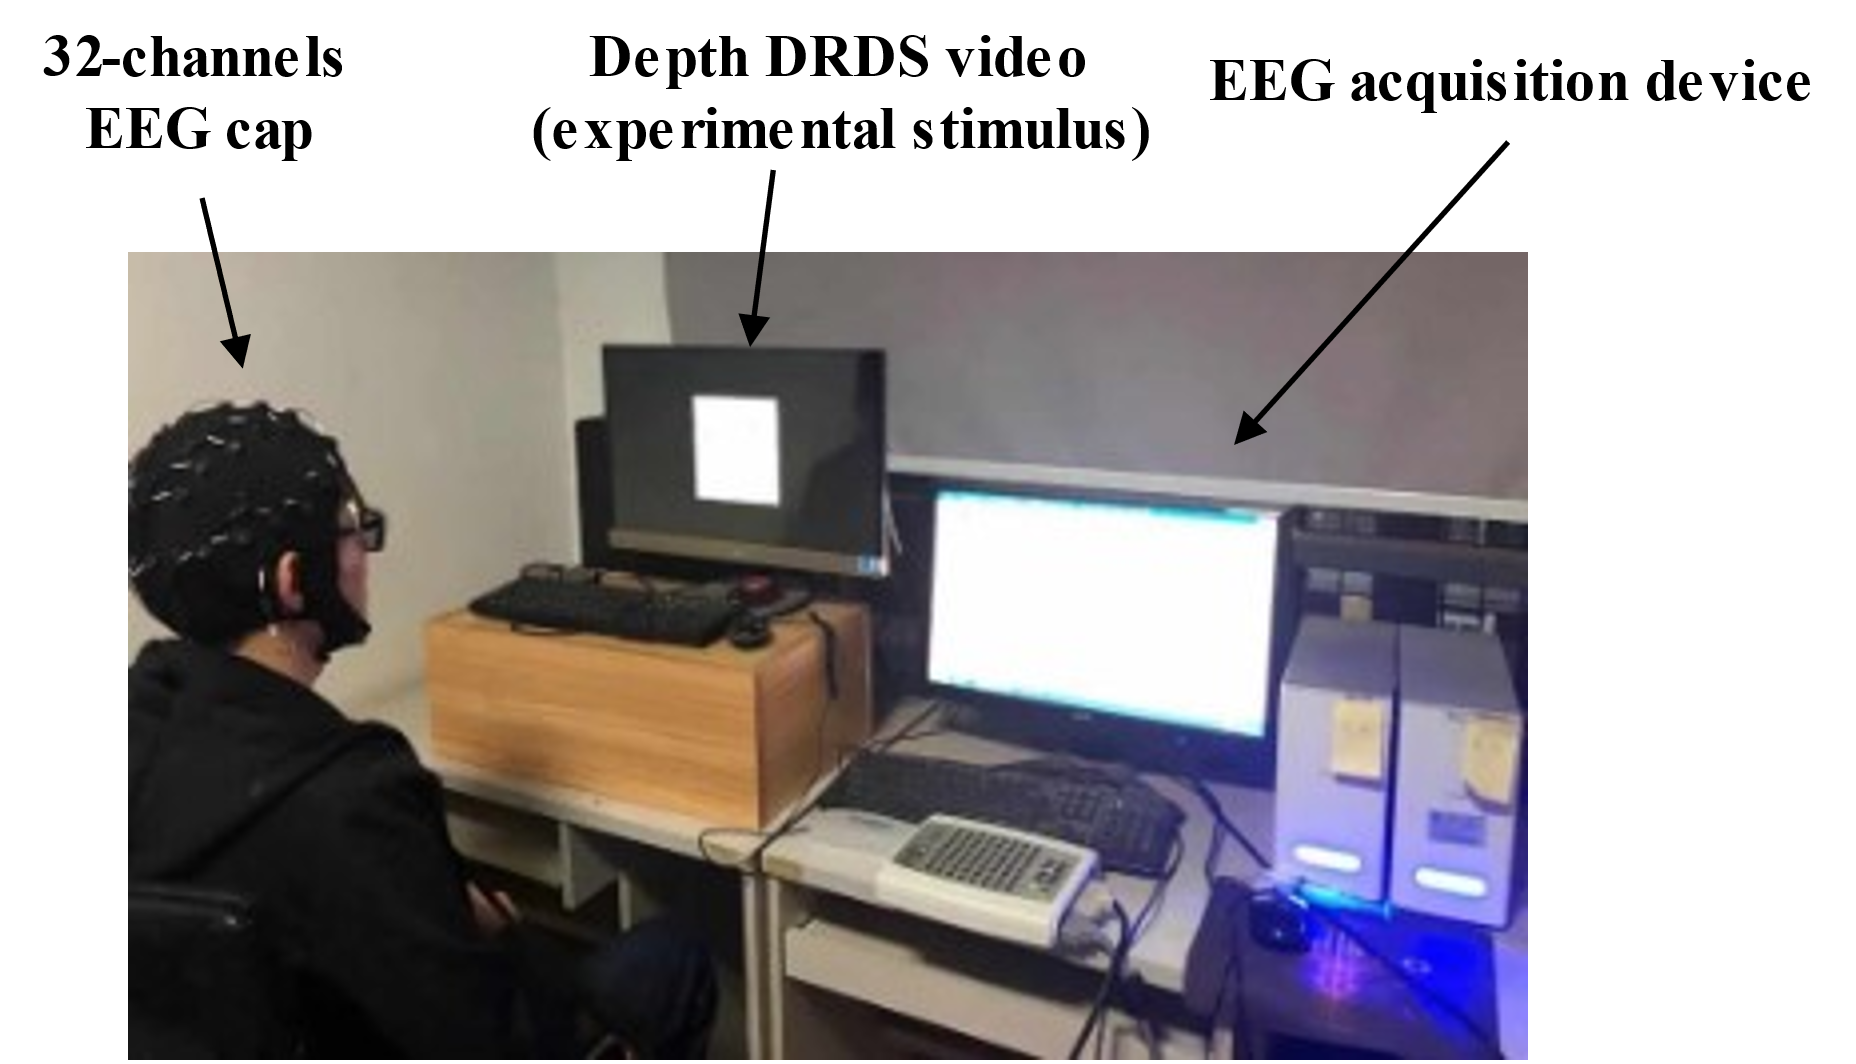 32-channels
EEG cap
Depth DRDS video
(experimental stimulus)
EEG acquisition device